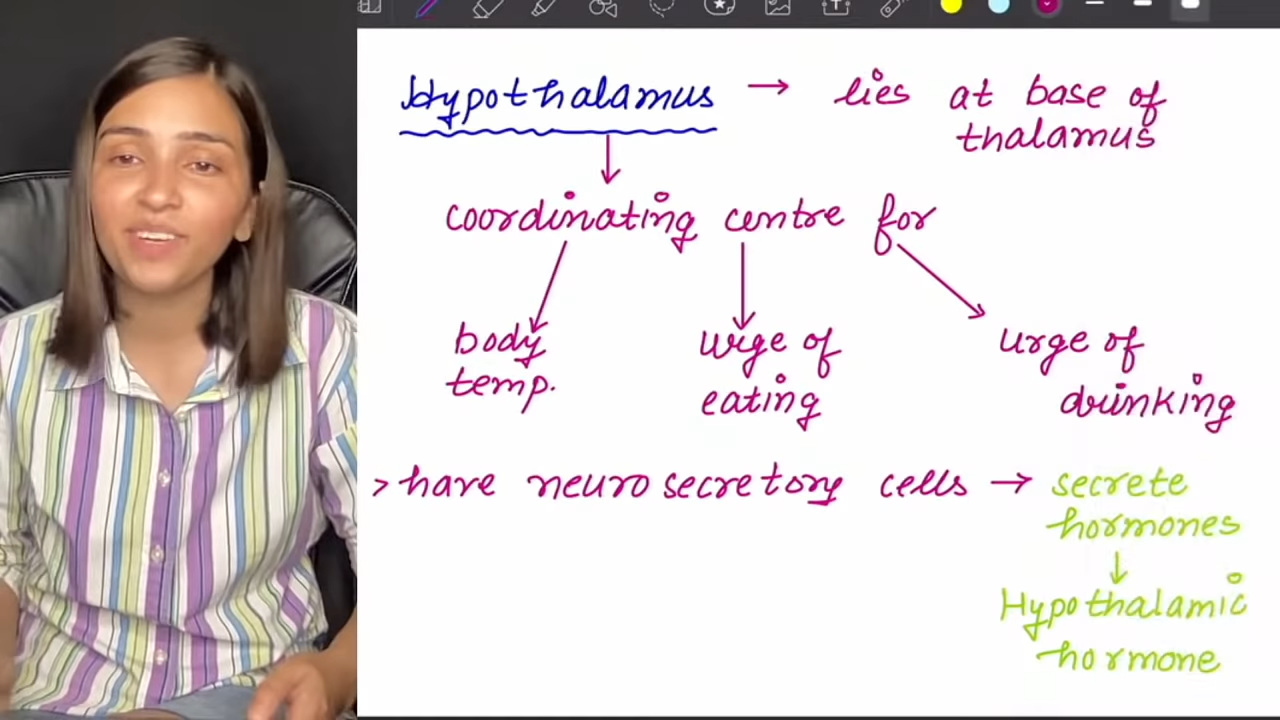 Hypothalamus → lies at base of
thalamus
coordinating centre for
body temp.
urge of eating
urge of drinking
> have neurosecretory cells → secrete
hormones
↓
Hypothalamic
hormone